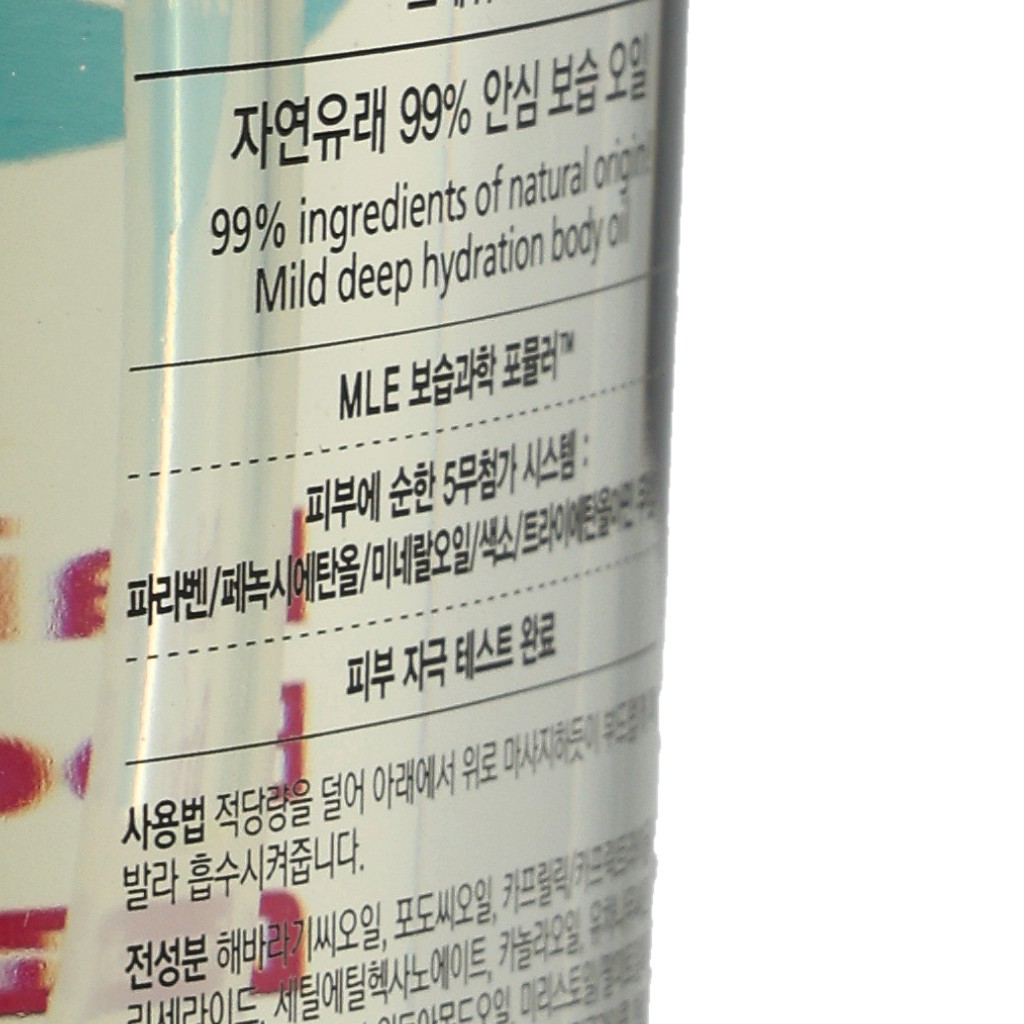 자연유래 99% 안심 보습 오일
99% ingredients of natural origin!
Mild deep hydration body oil
MLE 보습과학 포뮬러™
피부에 순한 5무첨가 시스템 :
파라벤/페녹시에탄올/미네랄오일/색소/트라이에탄올아민
피부 자극 테스트 완료
사용법 적당량을 덜어 아래에서 위로 마사지하듯이 부드럽게
발라 흡수시켜줍니다.
전성분 해바라기씨오일, 포도씨오일, 카프릴릭/카프릭트라이
세틸에틸헥사노에이트, 카놀라오일,